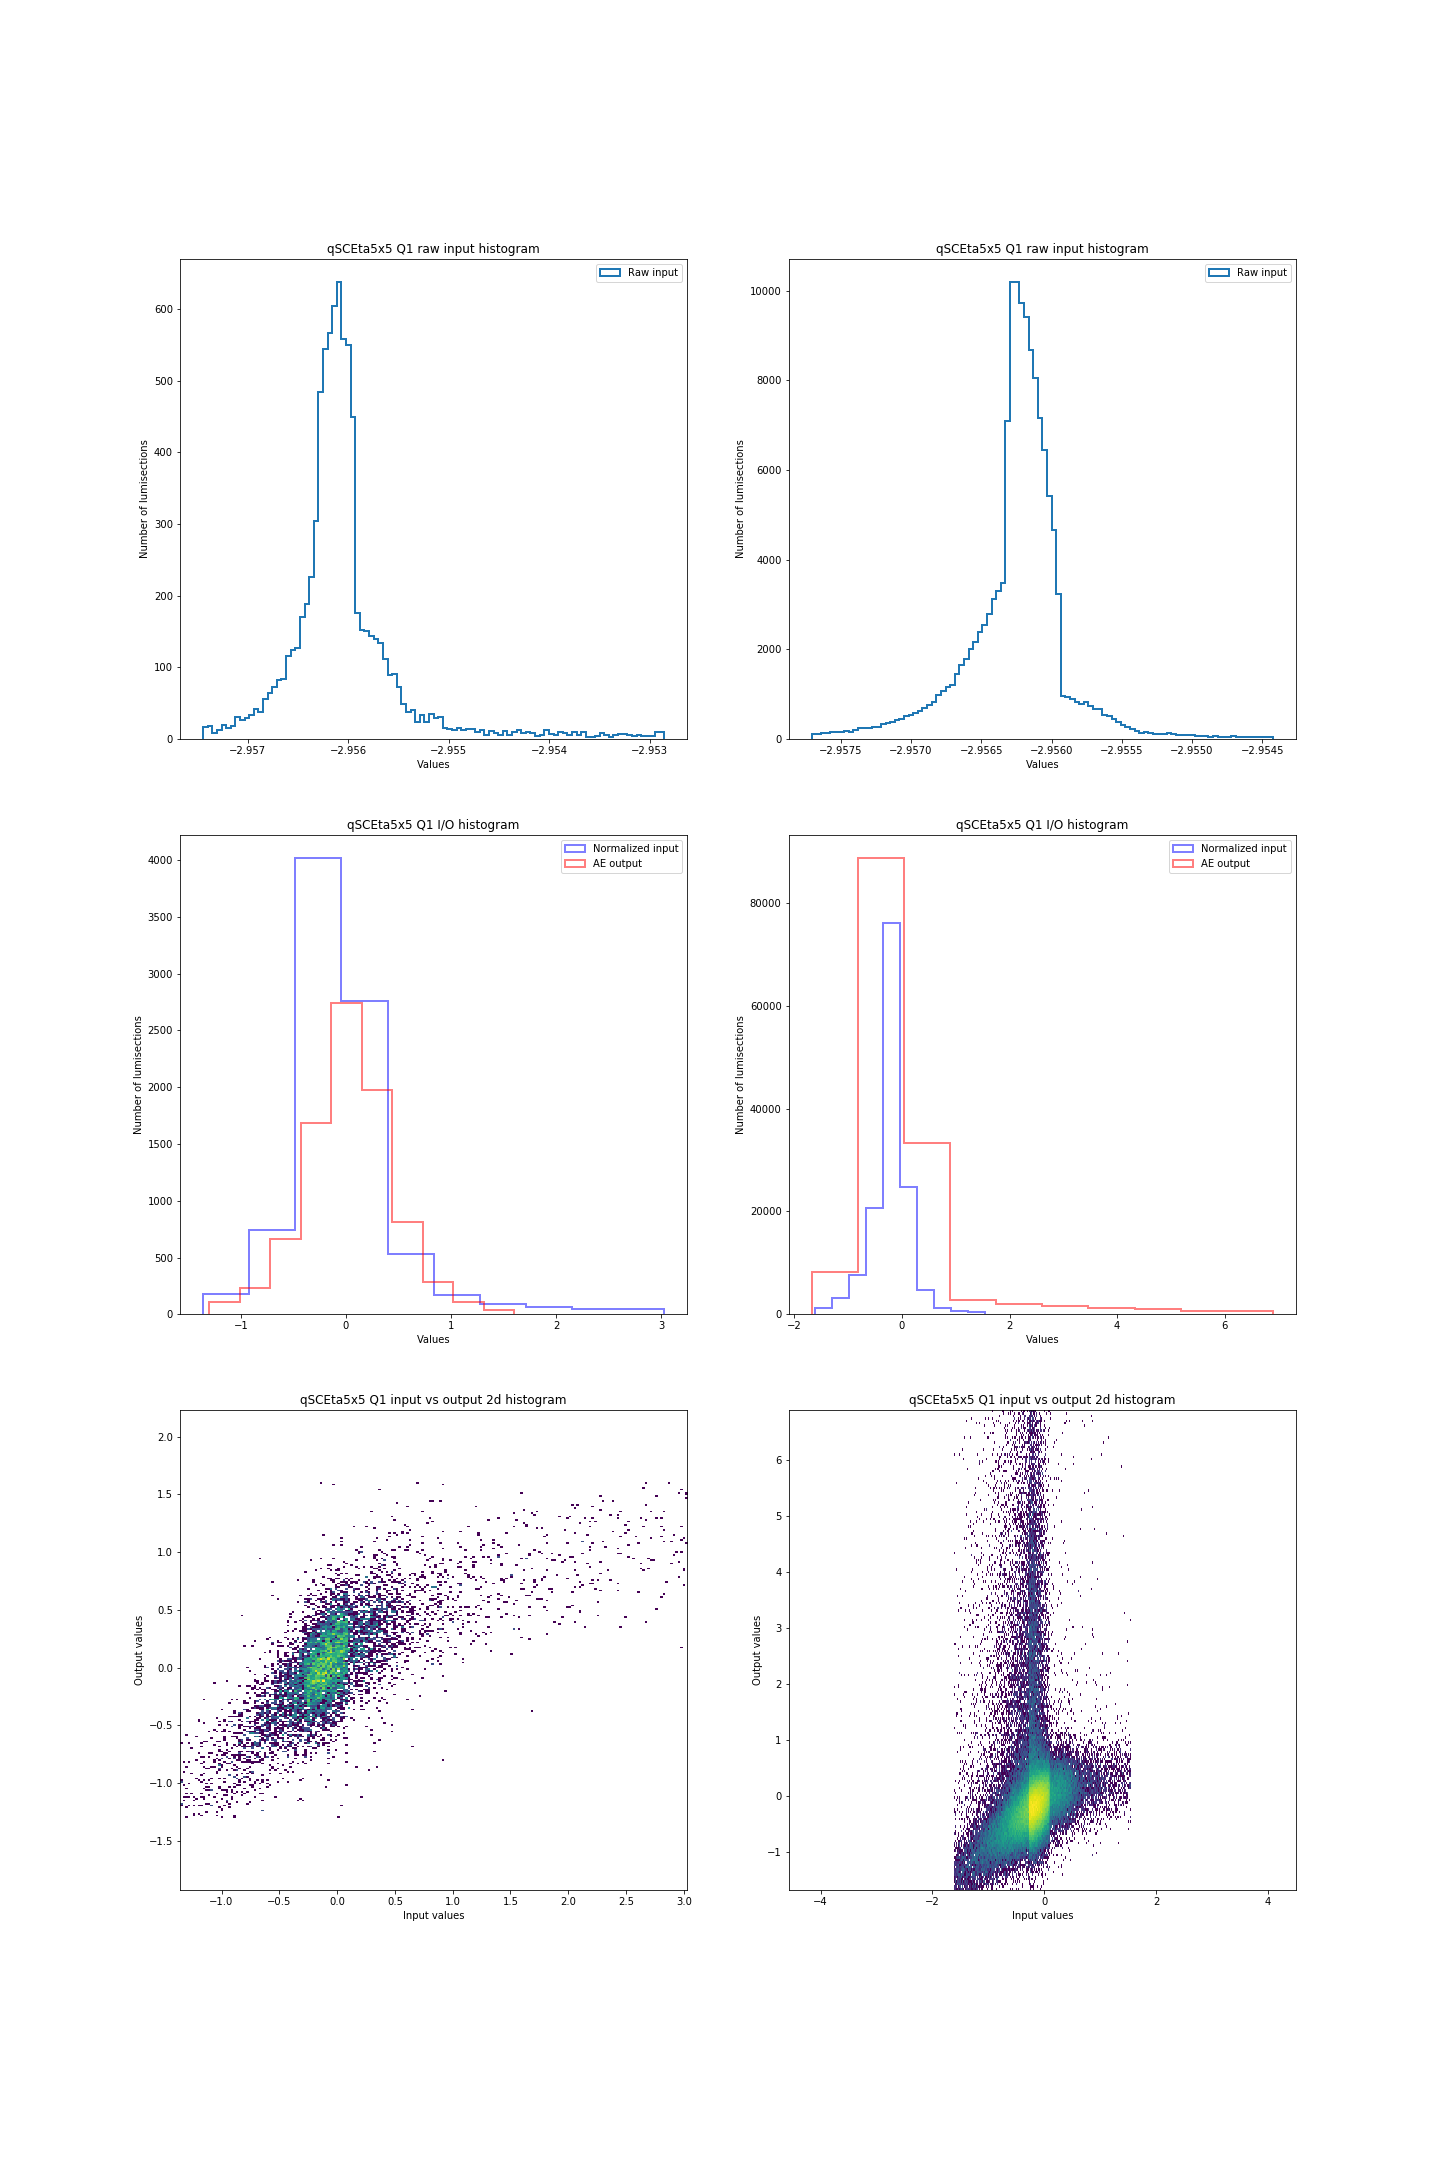 qSCEta5x5 Q1 raw input histogram
Raw input
600
500
400
300
200
100
0
Number of lumisections
−2.957 −2.956 −2.955 −2.954 −2.953
Values
qSCEta5x5 Q1 raw input histogram
Raw input
10000
8000
6000
4000
2000
0
Number of lumisections
−2.9575 −2.9570 −2.9565 −2.9560 −2.9555 −2.9550 −2.9545
Values
qSCEta5x5 Q1 I/O histogram
Normalized input
AE output
4000
3500
3000
2500
2000
1500
1000
500
0
Number of lumisections
−1 0 1 2 3
Values
qSCEta5x5 Q1 I/O histogram
Normalized input
AE output
80000
60000
40000
20000
0
Number of lumisections
−2 0 2 4 6
Values
qSCEta5x5 Q1 input vs output 2d histogram
2.0
1.5
1.0
0.5
0.0
−0.5
−1.0
−1.5
Output values
−1.0 −0.5 0.0 0.5 1.0 1.5 2.0 2.5 3.0
Input values
qSCEta5x5 Q1 input vs output 2d histogram
6
5
4
3
2
1
0
−1
Output values
−4 −2 0 2 4
Input values